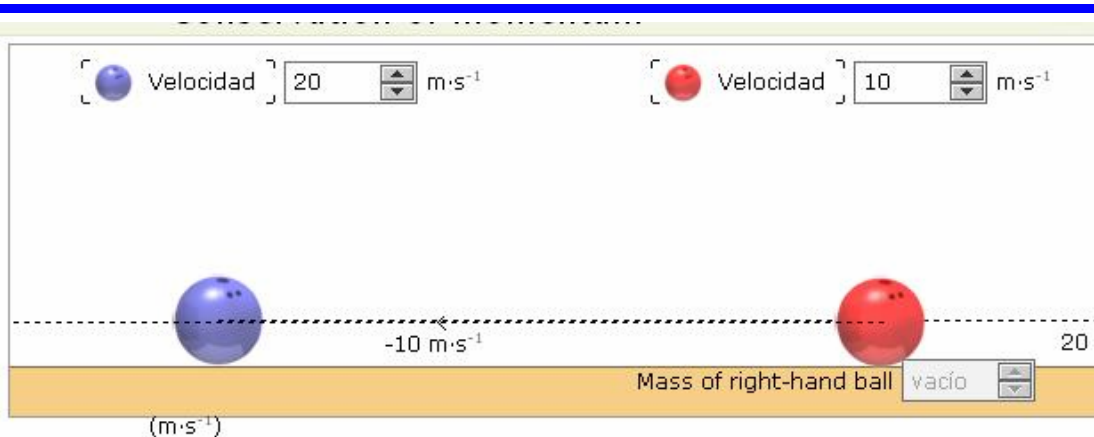 Velocidad 20 m·s⁻¹ Velocidad 10 m·s⁻¹
-10 m·s⁻¹ 20
Mass of right-hand ball vacío
(m·s⁻¹)